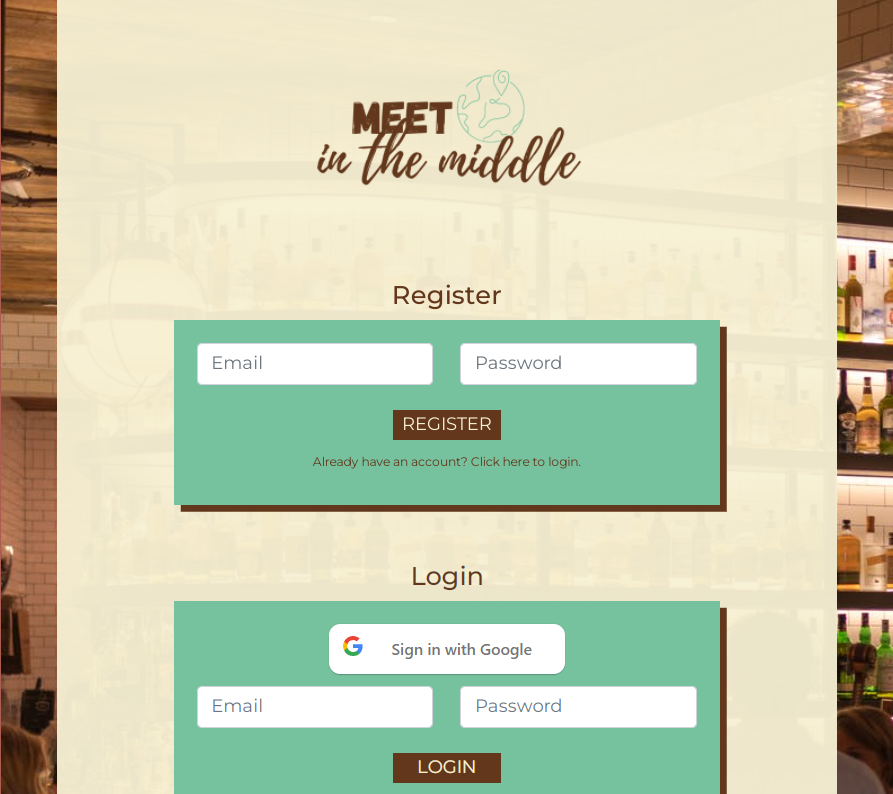 MEET
in the middle
Register
Email Password
REGISTER
Already have an account? Click here to login.
Login
Sign in with Google
Email Password
LOGIN